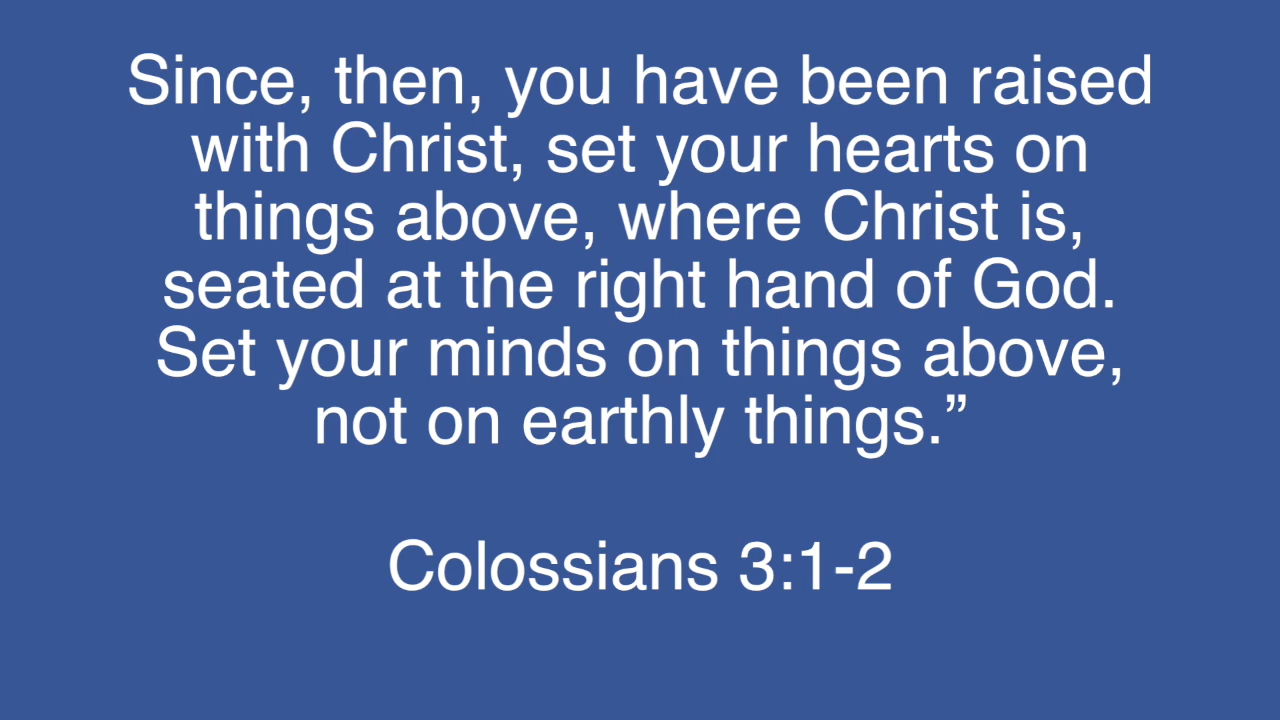 Since, then, you have been raised
with Christ, set your hearts on
things above, where Christ is,
seated at the right hand of God.
Set your minds on things above,
not on earthly things.”
Colossians 3:1-2